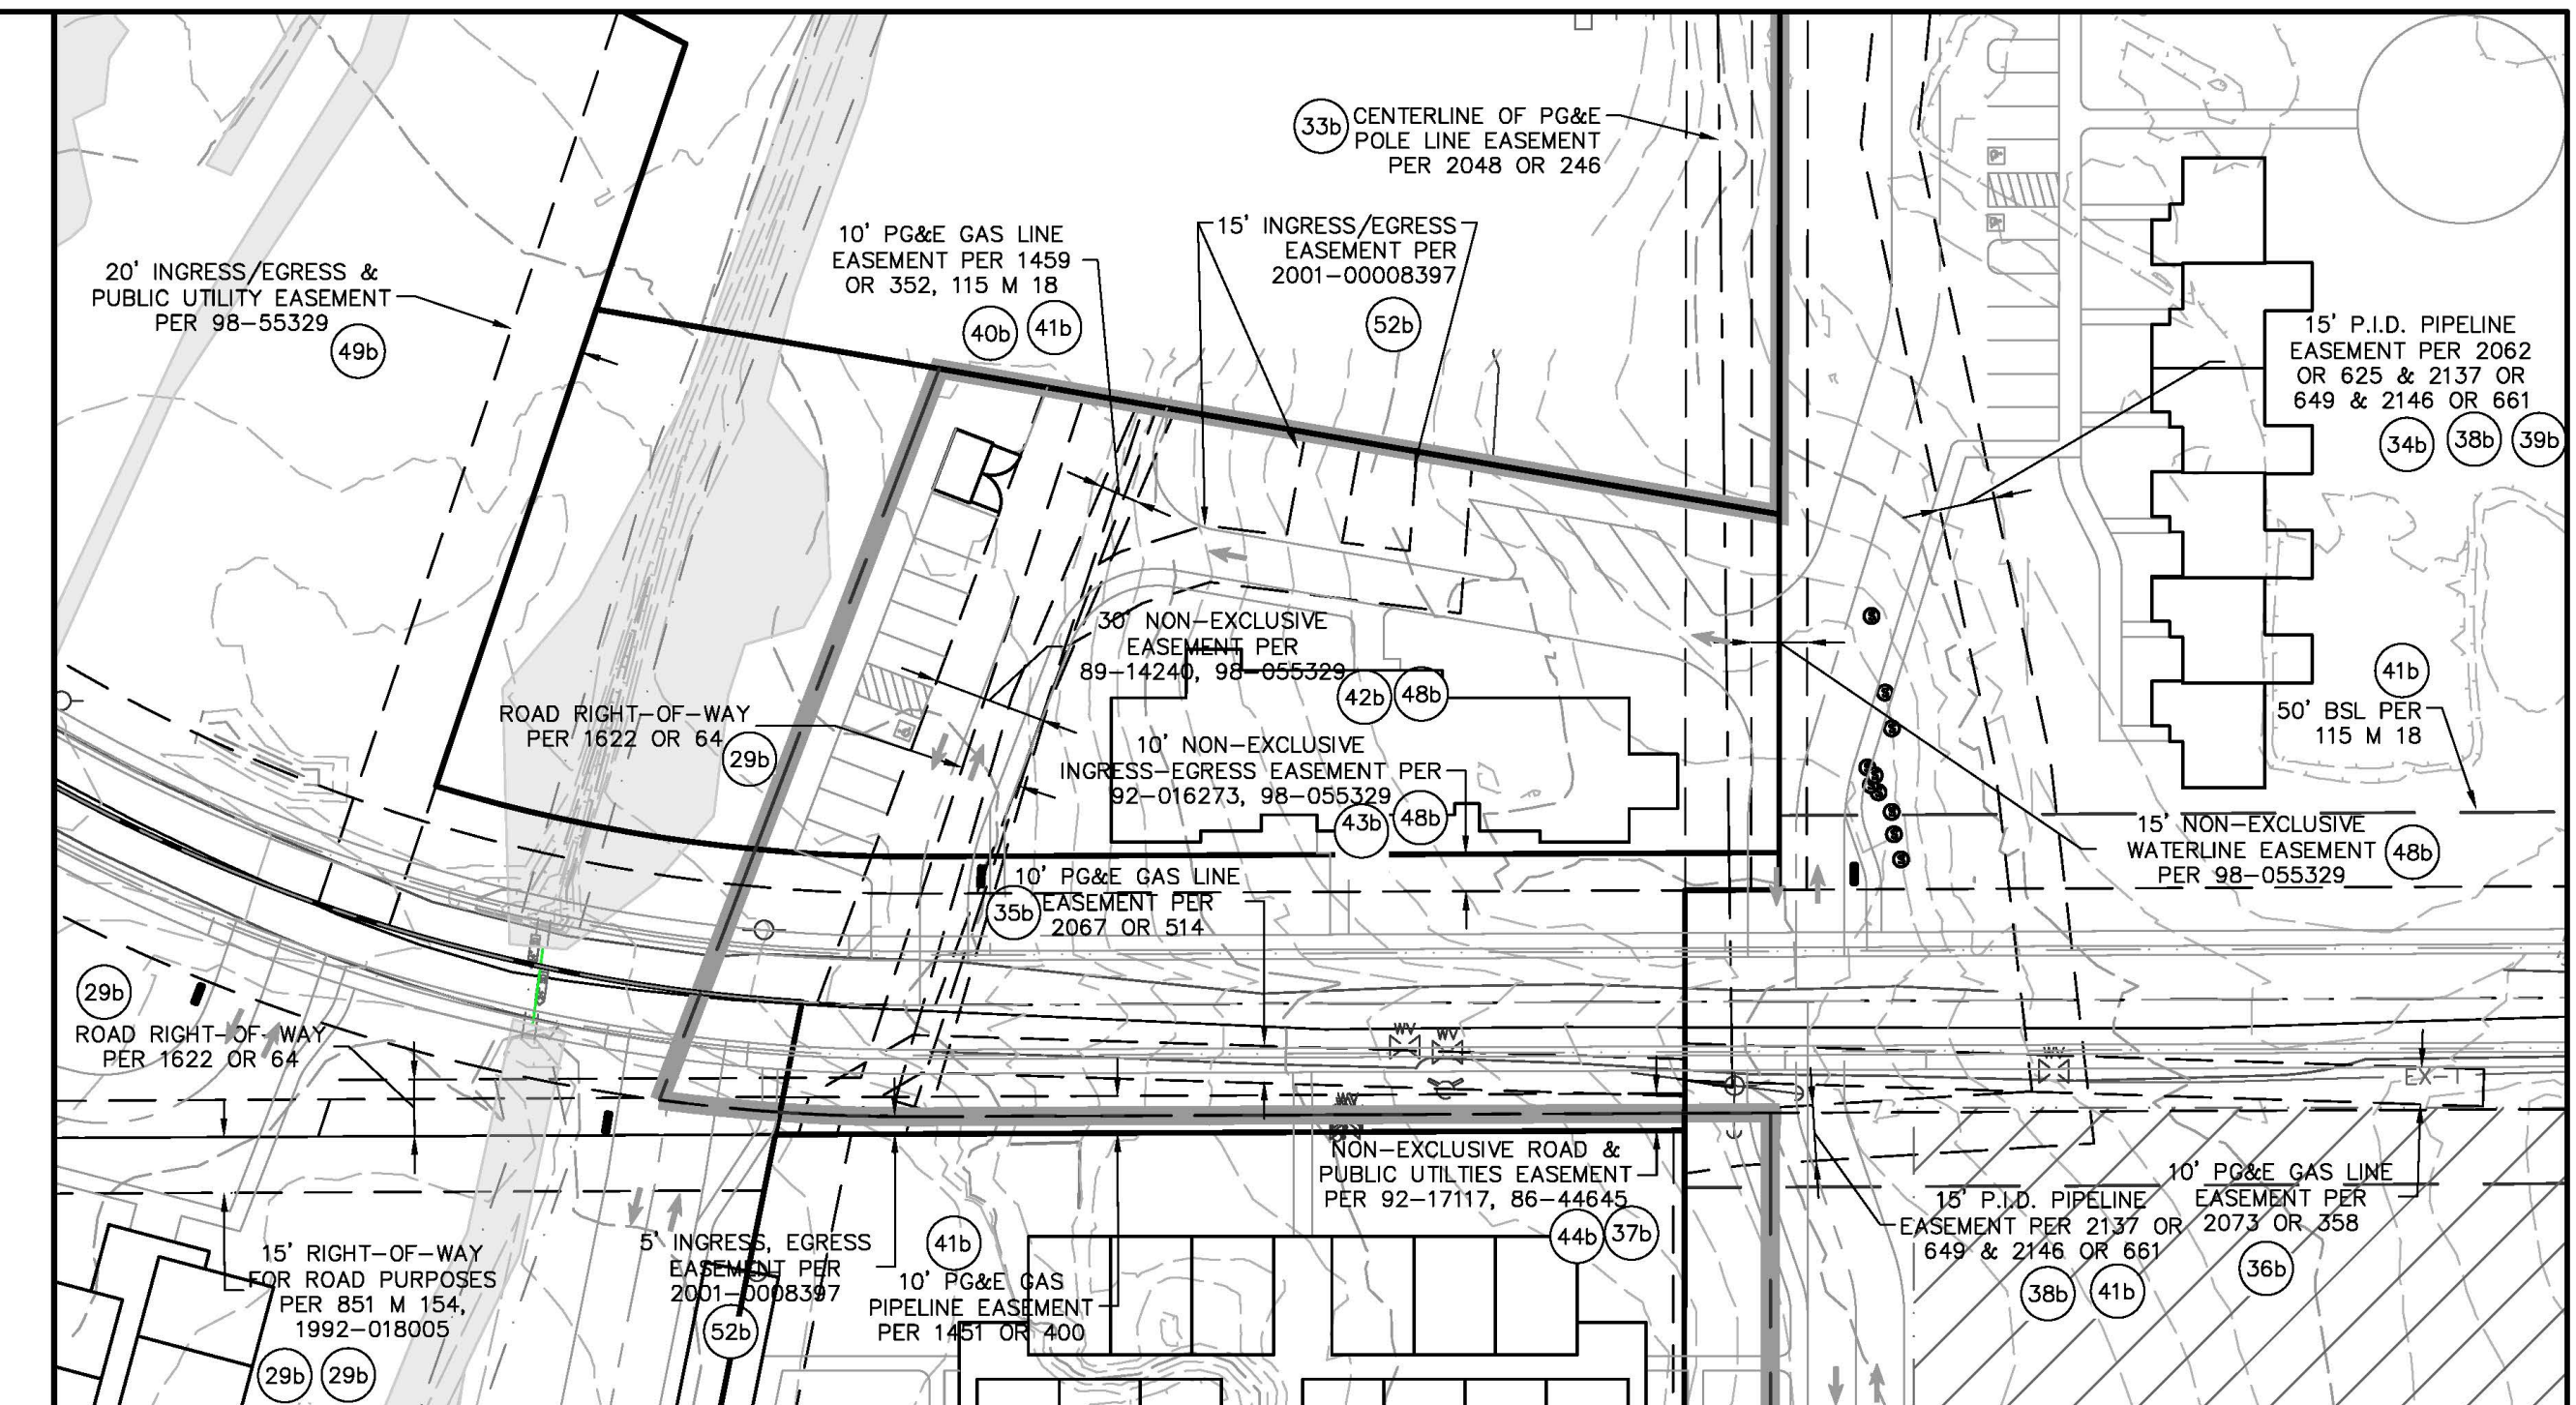 33b
CENTERLINE OF PG&E
POLE LINE EASEMENT
PER 2048 OR 246
10' PG&E GAS LINE
EASEMENT PER 1459
OR 352, 115 M 18
40b 41b
15' INGRESS/EGRESS
EASEMENT PER
2001-00008397
52b
20' INGRESS/EGRESS &
PUBLIC UTILITY EASEMENT
PER 98-55329
49b
15' P.I.D. PIPELINE
EASEMENT PER 2062
OR 625 & 2137 OR
649 & 2146 OR 661
34b 38b 39b
30' NON-EXCLUSIVE
EASEMENT PER
89-14240, 98-055329
42b 48b
ROAD RIGHT-OF-WAY
PER 1622 OR 64
29b
10' NON-EXCLUSIVE
INGRESS-EGRESS EASEMENT PER
92-016273, 98-055329
43b 48b
41b
50' BSL PER
115 M 18
15' NON-EXCLUSIVE
WATERLINE EASEMENT
PER 98-055329
48b
10' PG&E GAS LINE
EASEMENT PER
2067 OR 514
35b
29b
ROAD RIGHT-OF-WAY
PER 1622 OR 64
WV
WV
WV
WV
EX-T
NON-EXCLUSIVE ROAD &
PUBLIC UTILTIES EASEMENT
PER 92-17117, 86-44645
44b 37b
15' P.I.D. PIPELINE
EASEMENT PER 2137 OR
649 & 2146 OR 661
38b 41b
10' PG&E GAS LINE
EASEMENT PER
2073 OR 358
36b
15' RIGHT-OF-WAY
FOR ROAD PURPOSES
PER 851 M 154,
1992-018005
29b 29b
5' INGRESS, EGRESS
EASEMENT PER
2001-0008397
52b
41b
10' PG&E GAS
PIPELINE EASEMENT
PER 1451 OR 400